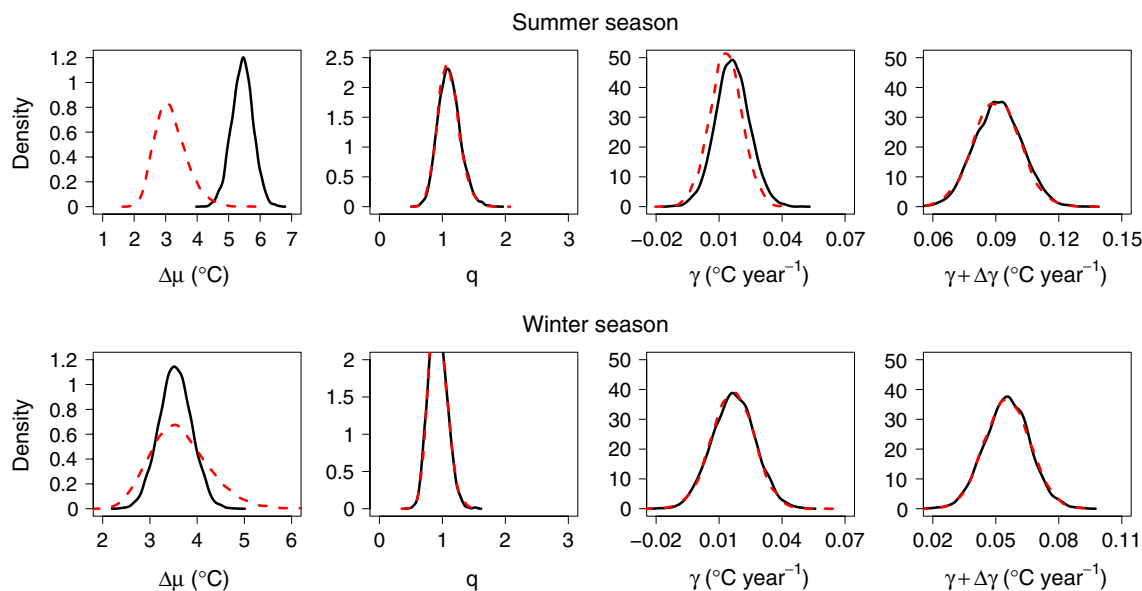 Summer season
Density
0 0.2 0.4 0.6 0.8 1 1.2
1 2 3 4 5 6 7
Δμ (°C)
0 0.5 1.0 1.5 2.0 2.5
0 1 2 3
q
0 10 20 30 40 50
−0.02 0.01 0.04 0.07
γ (°C year⁻¹)
0 10 20 30 40 50
0.06 0.09 0.12 0.15
γ + Δγ (°C year⁻¹)
Winter season
Density
0 0.2 0.4 0.6 0.8 1 1.2
2 3 4 5 6
Δμ (°C)
0 0.5 1 1.5 2
0 1 2 3
q
0 10 20 30 40 50
−0.02 0.01 0.04 0.07
γ (°C year⁻¹)
0 10 20 30 40 50
0.02 0.05 0.08 0.11
γ + Δγ (°C year⁻¹)